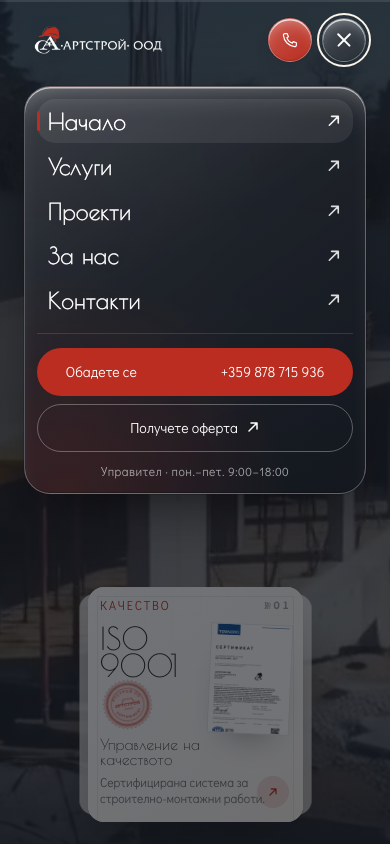 АРТСТРОЙ· ООД
Начало
Услуги
Проекти
За нас
Контакти
Обадете се +359 878 715 936
Получете оферта
Управител · пон.–пет. 9:00–18:00
КАЧЕСТВО №01
ISO
9001
СЕРТИФИКАТ
Управление на
качеството
Сертифицирана система за
строително-монтажни работи.